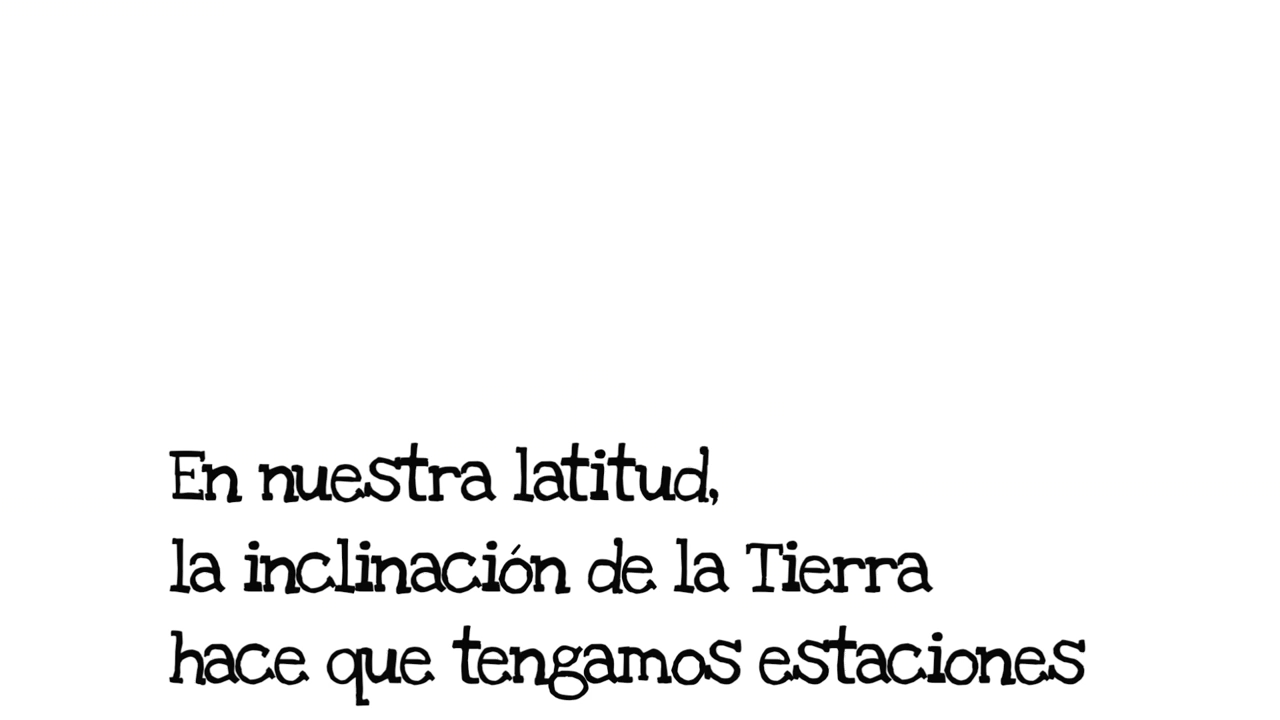 En nuestra latitud,
la inclinación de la Tierra
hace que tengamos estaciones